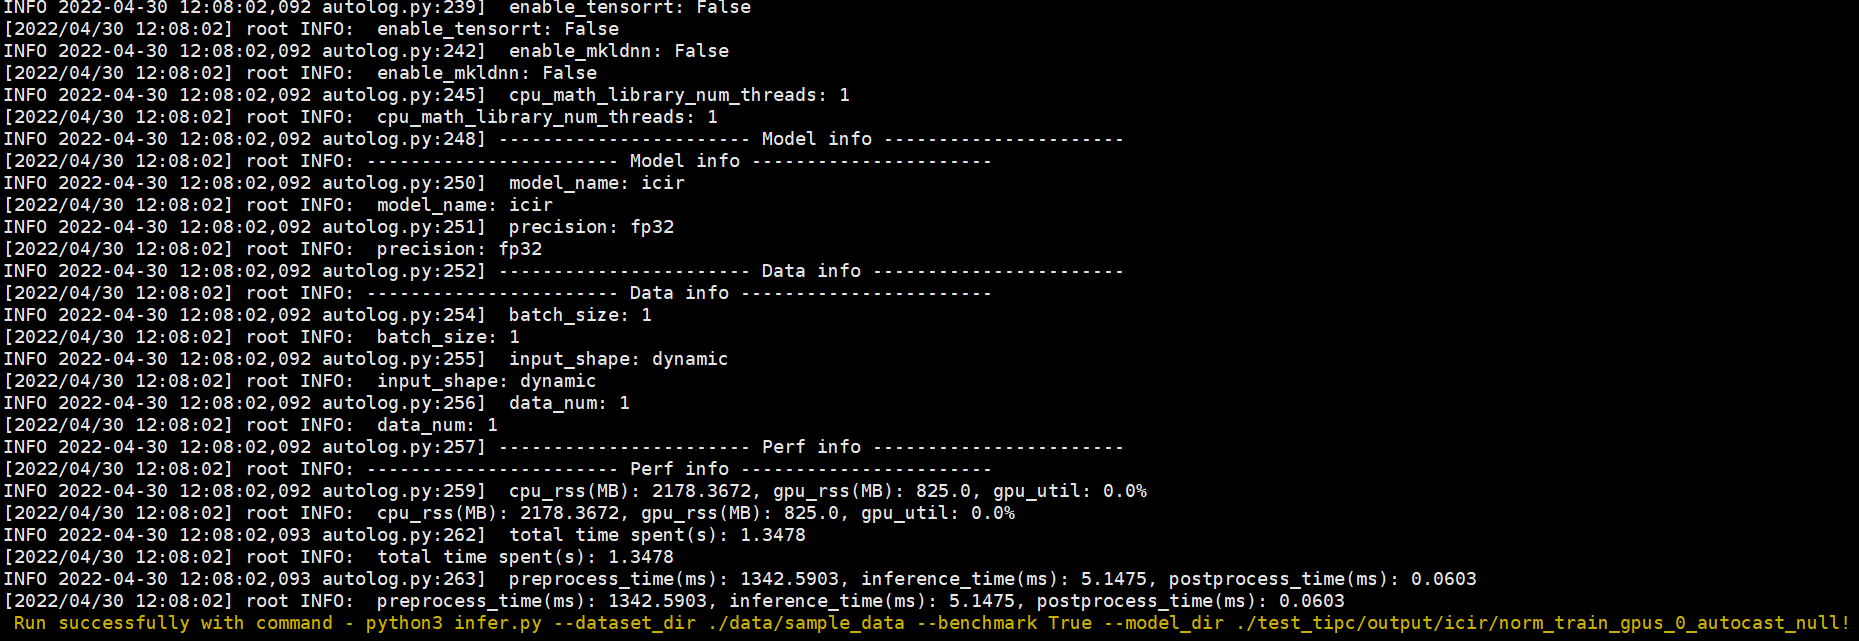 INFO 2022-04-30 12:08:02,092 autolog.py:239]  enable_tensorrt: False
[2022/04/30 12:08:02] root INFO:  enable_tensorrt: False
INFO 2022-04-30 12:08:02,092 autolog.py:242]  enable_mkldnn: False
[2022/04/30 12:08:02] root INFO:  enable_mkldnn: False
INFO 2022-04-30 12:08:02,092 autolog.py:245]  cpu_math_library_num_threads: 1
[2022/04/30 12:08:02] root INFO:  cpu_math_library_num_threads: 1
INFO 2022-04-30 12:08:02,092 autolog.py:248] ----------------------- Model info ----------------------
[2022/04/30 12:08:02] root INFO: ----------------------- Model info ----------------------
INFO 2022-04-30 12:08:02,092 autolog.py:250]  model_name: icir
[2022/04/30 12:08:02] root INFO:  model_name: icir
INFO 2022-04-30 12:08:02,092 autolog.py:251]  precision: fp32
[2022/04/30 12:08:02] root INFO:  precision: fp32
INFO 2022-04-30 12:08:02,092 autolog.py:252] ----------------------- Data info -----------------------
[2022/04/30 12:08:02] root INFO: ----------------------- Data info -----------------------
INFO 2022-04-30 12:08:02,092 autolog.py:254]  batch_size: 1
[2022/04/30 12:08:02] root INFO:  batch_size: 1
INFO 2022-04-30 12:08:02,092 autolog.py:255]  input_shape: dynamic
[2022/04/30 12:08:02] root INFO:  input_shape: dynamic
INFO 2022-04-30 12:08:02,092 autolog.py:256]  data_num: 1
[2022/04/30 12:08:02] root INFO:  data_num: 1
INFO 2022-04-30 12:08:02,092 autolog.py:257] ----------------------- Perf info -----------------------
[2022/04/30 12:08:02] root INFO: ----------------------- Perf info -----------------------
INFO 2022-04-30 12:08:02,092 autolog.py:259]  cpu_rss(MB): 2178.3672, gpu_rss(MB): 825.0, gpu_util: 0.0%
[2022/04/30 12:08:02] root INFO:  cpu_rss(MB): 2178.3672, gpu_rss(MB): 825.0, gpu_util: 0.0%
INFO 2022-04-30 12:08:02,093 autolog.py:262]  total time spent(s): 1.3478
[2022/04/30 12:08:02] root INFO:  total time spent(s): 1.3478
INFO 2022-04-30 12:08:02,093 autolog.py:263]  preprocess_time(ms): 1342.5903, inference_time(ms): 5.1475, postprocess_time(ms): 0.0603
[2022/04/30 12:08:02] root INFO:  preprocess_time(ms): 1342.5903, inference_time(ms): 5.1475, postprocess_time(ms): 0.0603
 Run successfully with command - python3 infer.py --dataset_dir ./data/sample_data --benchmark True --model_dir ./test_tipc/output/icir/norm_train_gpus_0_autocast_null!